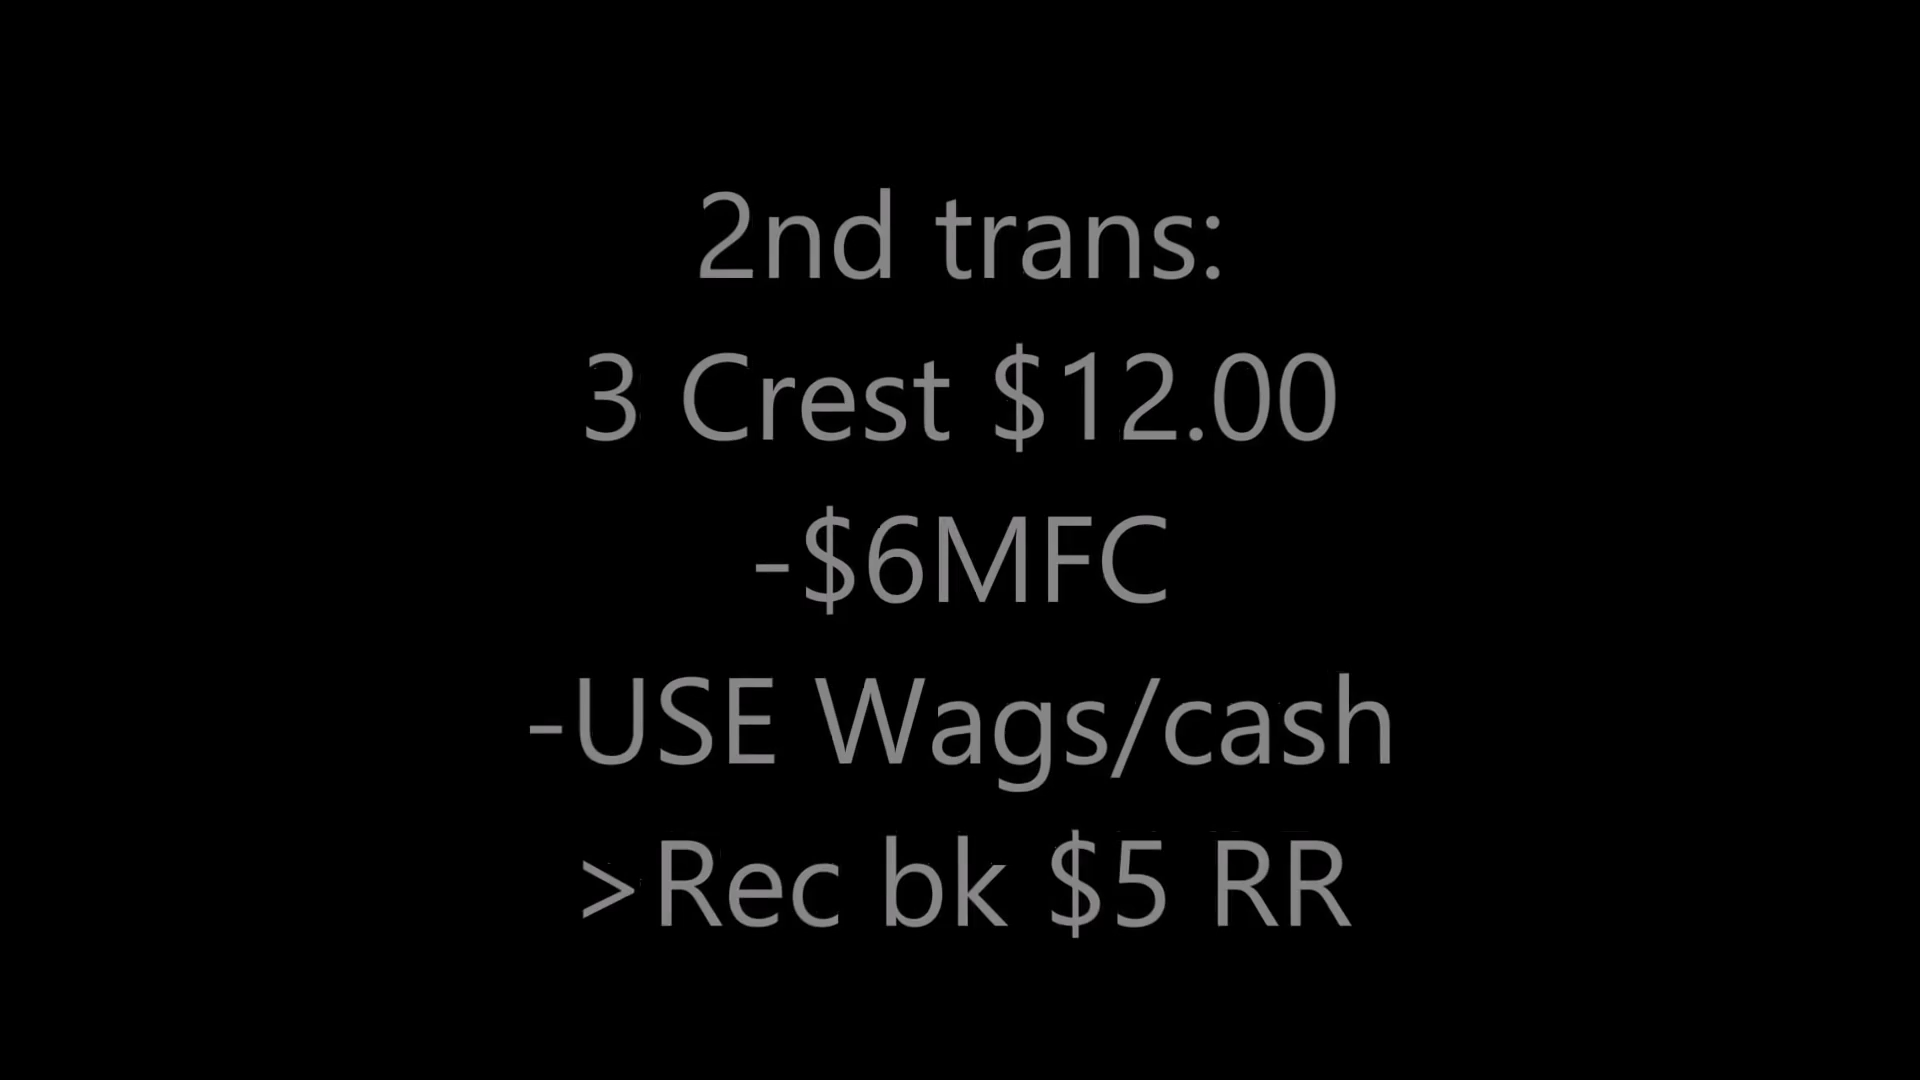 2nd trans:
3 Crest $12.00
-$6MFC
-USE Wags/cash
>Rec bk $5 RR